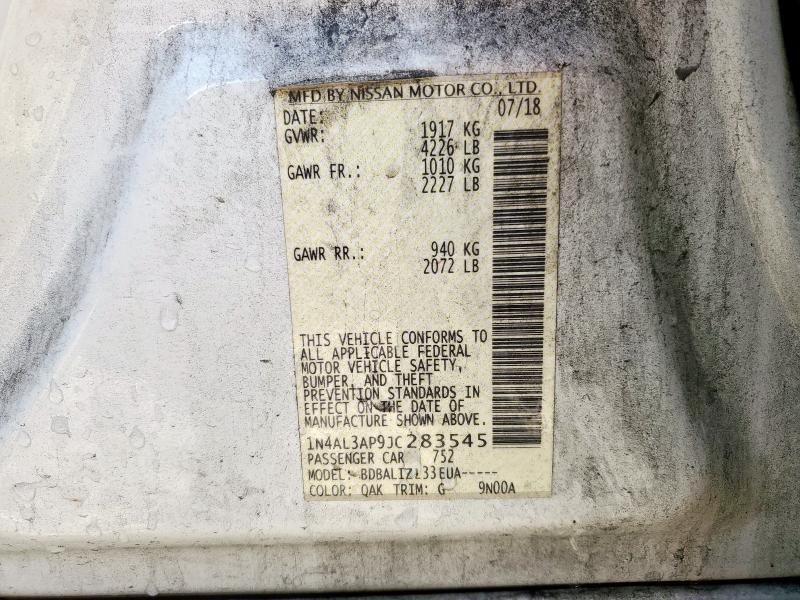 MFD BY NISSAN MOTOR CO., LTD.
DATE: 07/18
GVWR: 1917 KG
4226 LB
GAWR FR.: 1010 KG
2227 LB
GAWR RR.: 940 KG
2072 LB
THIS VEHICLE CONFORMS TO
ALL APPLICABLE FEDERAL
MOTOR VEHICLE SAFETY,
BUMPER, AND THEFT
PREVENTION STANDARDS IN
EFFECT ON THE DATE OF
MANUFACTURE SHOWN ABOVE.
1N4AL3AP9JC283545
PASSENGER CAR 752
MODEL:
COLOR: QAK TRIM: G 9N00A